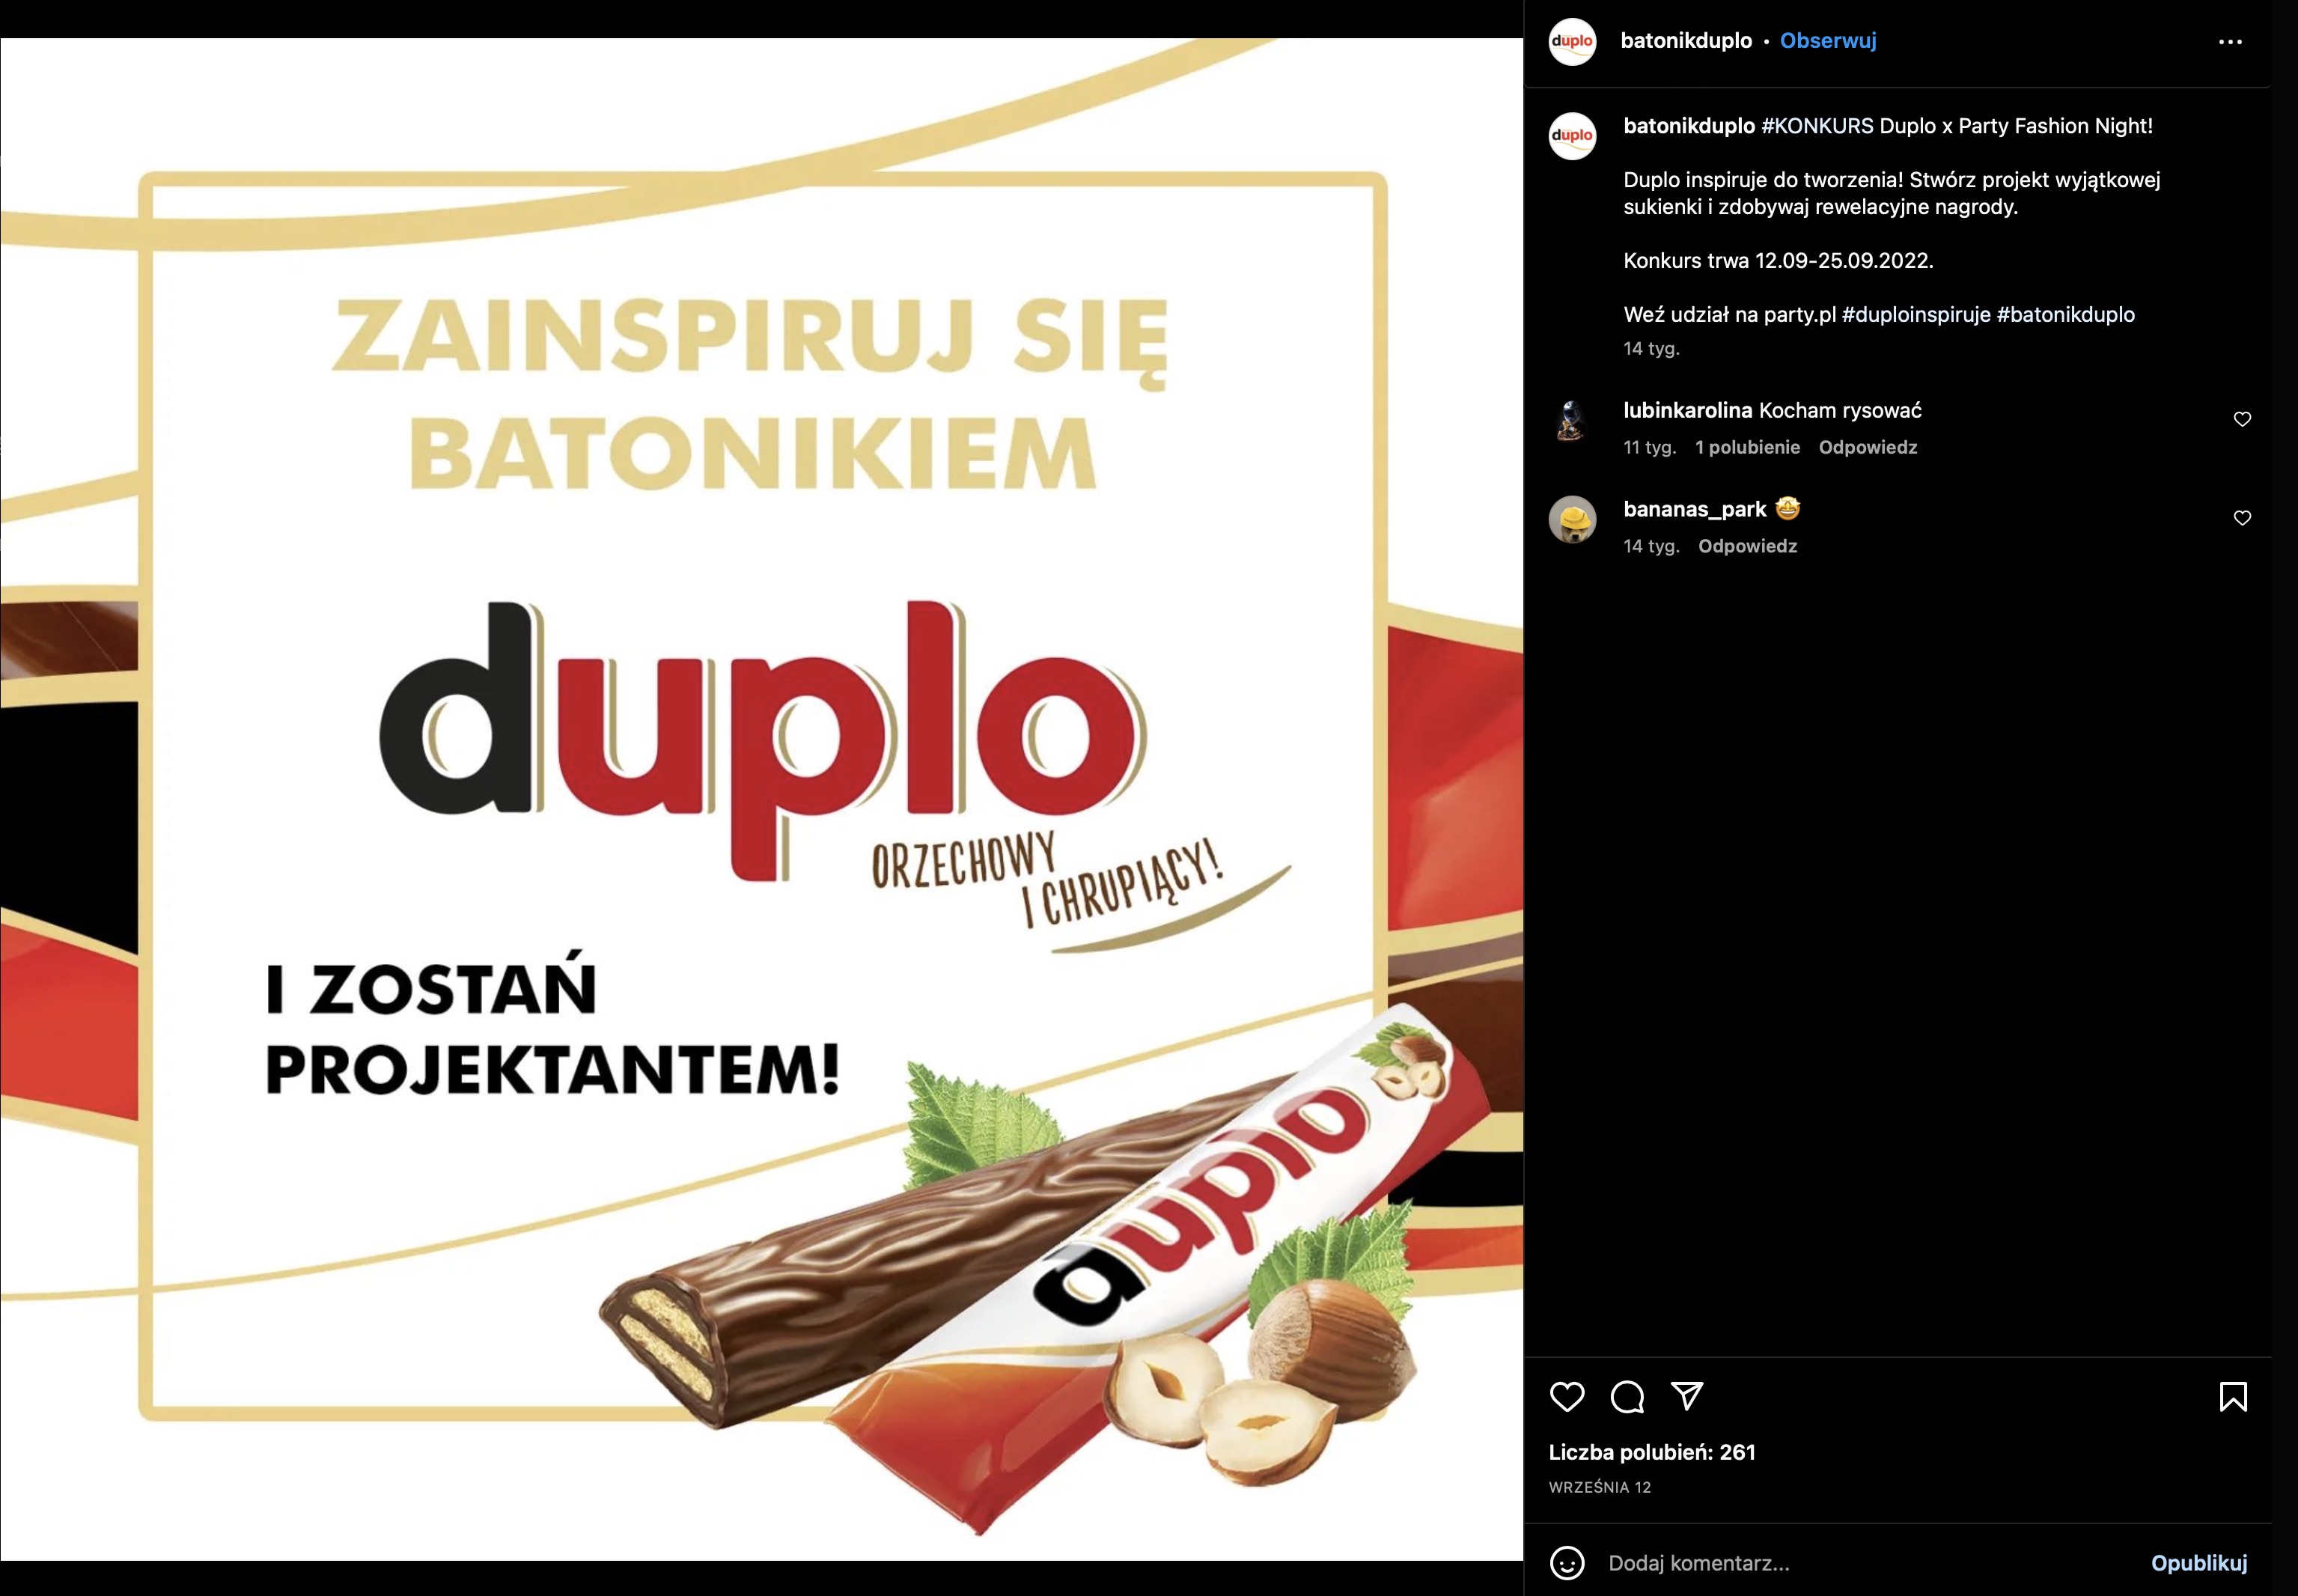 ZAINSPIRUJ SIĘ
BATONIKIEM
duplo
ORZECHOWY
I CHRUPIĄCY!
I ZOSTAŃ
PROJEKTANTEM!
duplo
duplo
batonikduplo • Obserwuj
duplo
batonikduplo #KONKURS Duplo x Party Fashion Night!
Duplo inspiruje do tworzenia! Stwórz projekt wyjątkowej
sukienki i zdobywaj rewelacyjne nagrody.
Konkurs trwa 12.09-25.09.2022.
Weź udział na party.pl #duploinspiruje #batonikduplo
14 tyg.
lubinkarolina Kocham rysować
11 tyg. 1 polubienie Odpowiedz
bananas_park 🤩
14 tyg. Odpowiedz
Liczba polubień: 261
WRZEŚNIA 12
Dodaj komentarz... Opublikuj